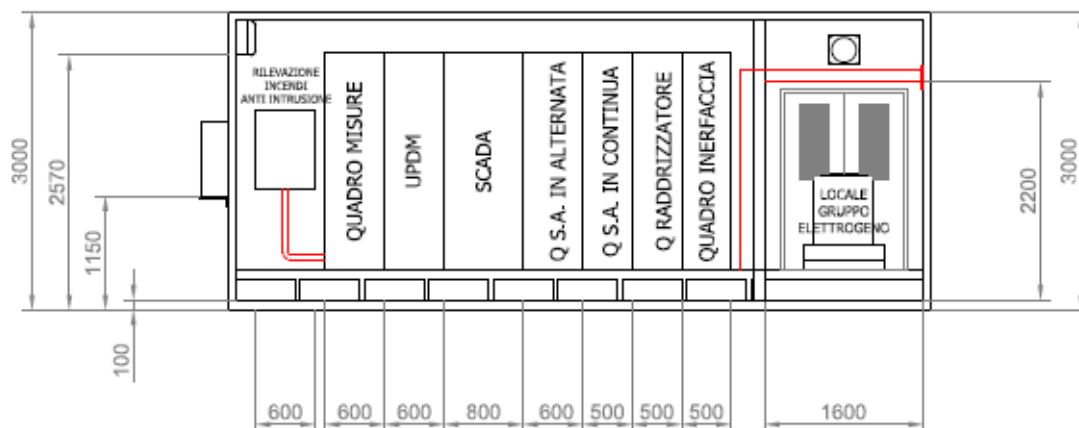 3000
2570
1150
100
RILEVAZIONE
INCENDI
ANTI INTRUSIONE
QUADRO MISURE
UPDM
SCADA
Q S.A. IN ALTERNATA
Q S.A. IN CONTINUA
Q RADDRIZZATORE
QUADRO INERFACCIA
LOCALE
GRUPPO
ELETTROGENO
2200
3000
600
600
600
800
600
500
500
500
1600